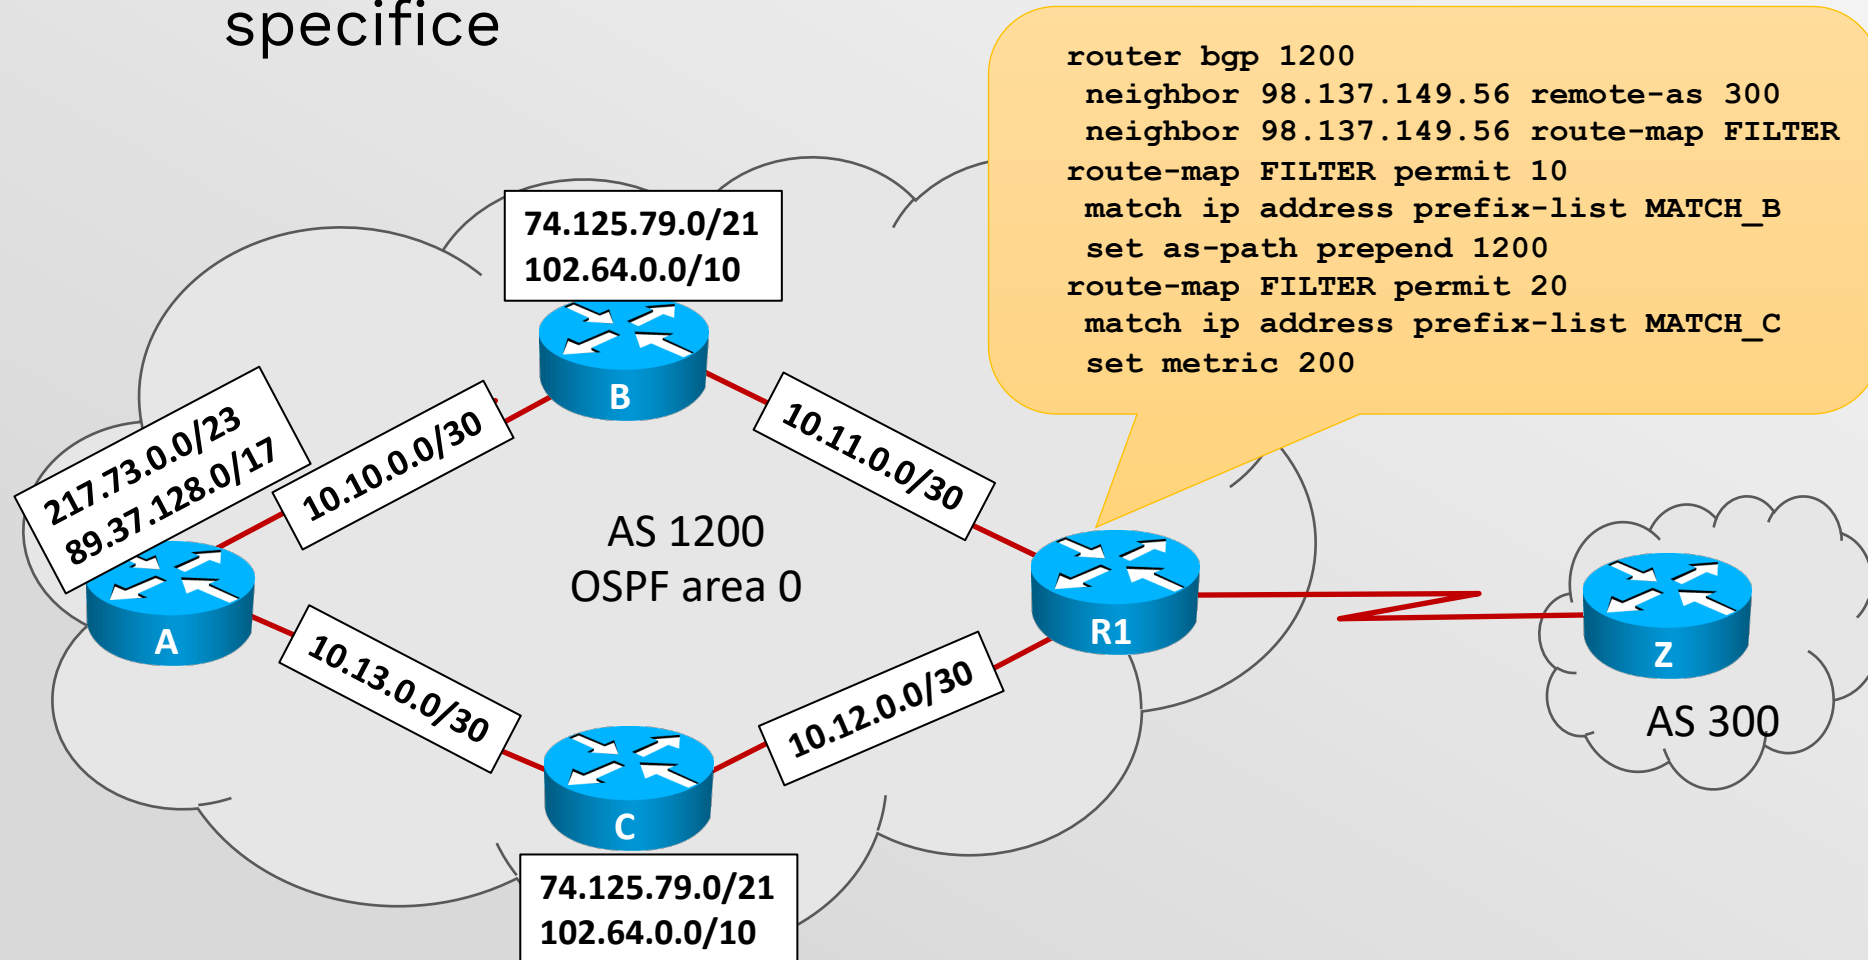 specifice
router bgp 1200
neighbor 98.137.149.56 remote-as 300
neighbor 98.137.149.56 route-map FILTER
route-map FILTER permit 10
match ip address prefix-list MATCH_B
set as-path prepend 1200
route-map FILTER permit 20
match ip address prefix-list MATCH_C
set metric 200
74.125.79.0/21
102.64.0.0/10
B
217.73.0.0/23
89.37.128.0/17
10.10.0.0/30
10.11.0.0/30
AS 1200
OSPF area 0
A
R1
Z
AS 300
10.13.0.0/30
10.12.0.0/30
C
74.125.79.0/21
102.64.0.0/10